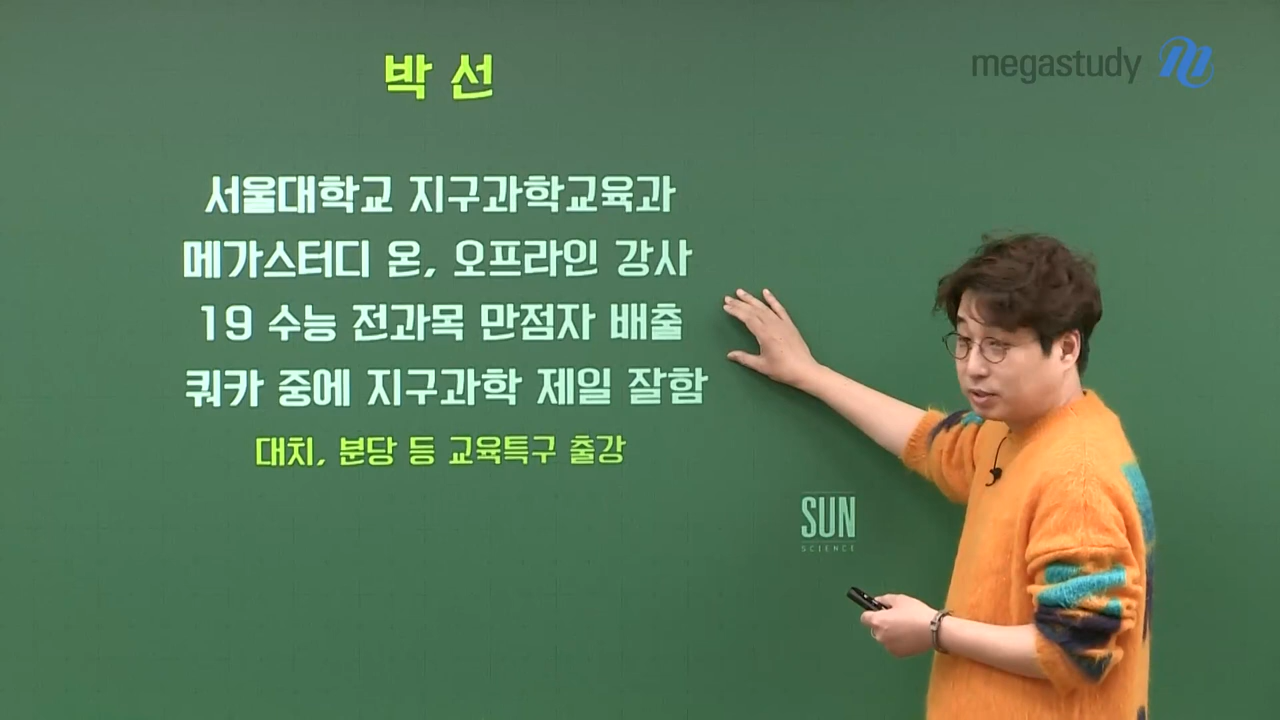 박 선
megastudy
서울대학교 지구과학교육과
메가스터디 온, 오프라인 강사
19 수능 전과목 만점자 배출
쿼카 중에 지구과학 제일 잘함
대치, 분당 등 교육특구 출강
SUN
SCIENCE